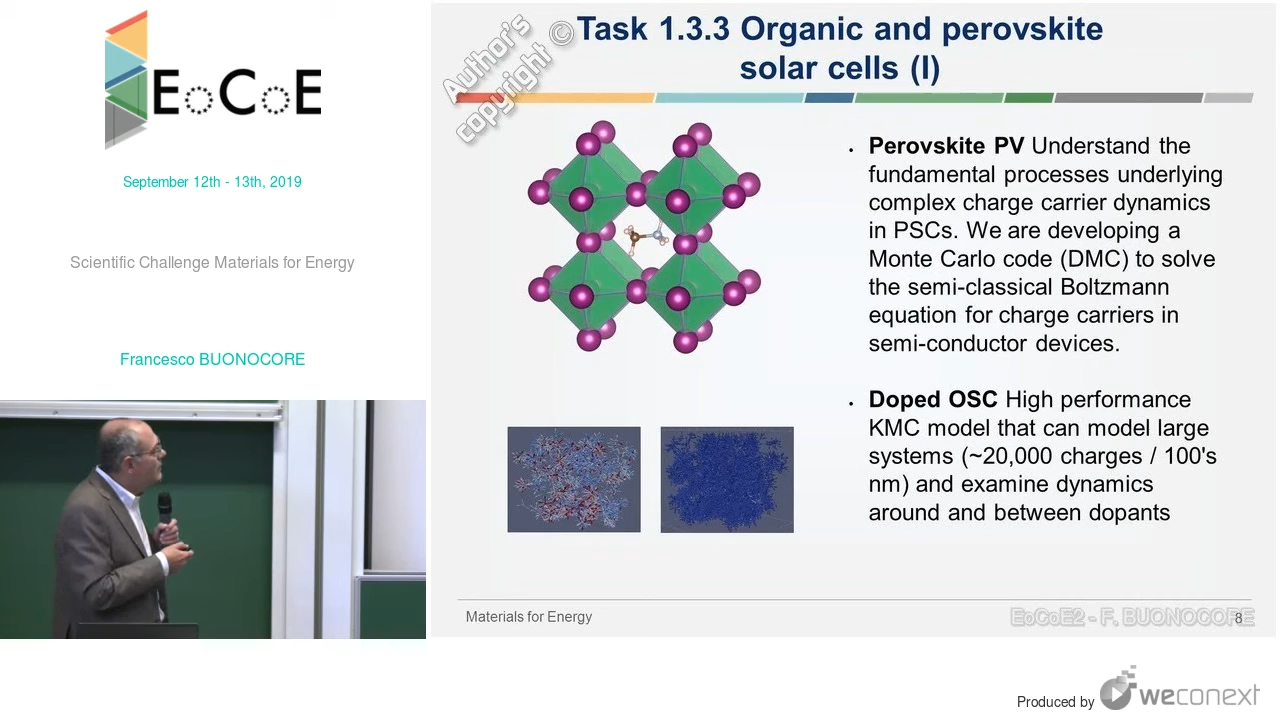 EoCoE
September 12th - 13th, 2019
Scientific Challenge Materials for Energy
Francesco BUONOCORE
Author's
copyright ©
Task 1.3.3 Organic and perovskite
solar cells (I)
• Perovskite PV Understand the
fundamental processes underlying
complex charge carrier dynamics
in PSCs. We are developing a
Monte Carlo code (DMC) to solve
the semi-classical Boltzmann
equation for charge carriers in
semi-conductor devices.
• Doped OSC High performance
KMC model that can model large
systems (~20,000 charges / 100's
nm) and examine dynamics
around and between dopants
Materials for Energy
EoCoE2 - F. BUONOCORE
8
Produced by weconext